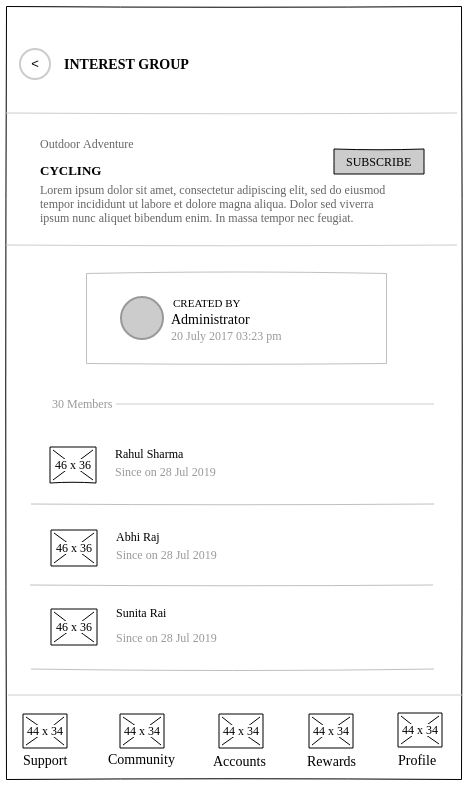 <
INTEREST GROUP
Outdoor Adventure
SUBSCRIBE
CYCLING
Lorem ipsum dolor sit amet, consectetur adipiscing elit, sed do eiusmod
tempor incididunt ut labore et dolore magna aliqua. Dolor sed viverra
ipsum nunc aliquet bibendum enim. In massa tempor nec feugiat.
CREATED BY
Administrator
20 July 2017 03:23 pm
30 Members
46 x 36
Rahul Sharma
Since on 28 Jul 2019
46 x 36
Abhi Raj
Since on 28 Jul 2019
46 x 36
Sunita Rai
Since on 28 Jul 2019
44 x 34 44 x 34 44 x 34 44 x 34 44 x 34
Support Community Accounts Rewards Profile